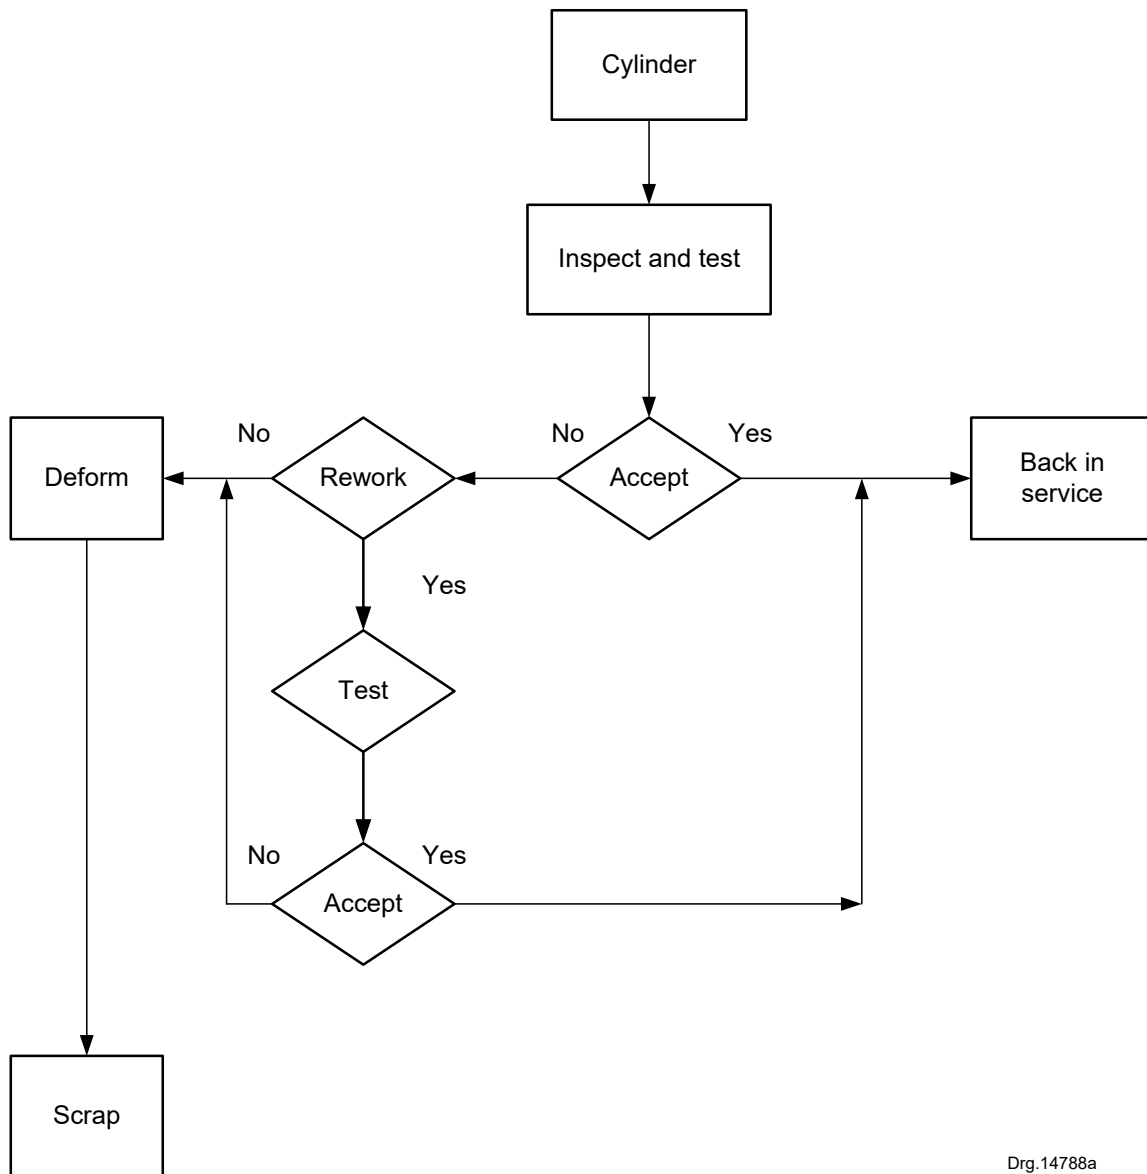 Cylinder
Inspect and test
No
No
Yes
Deform
Rework
Accept
Back in
service
Yes
Test
No
Yes
Accept
Scrap
Drg.14788a